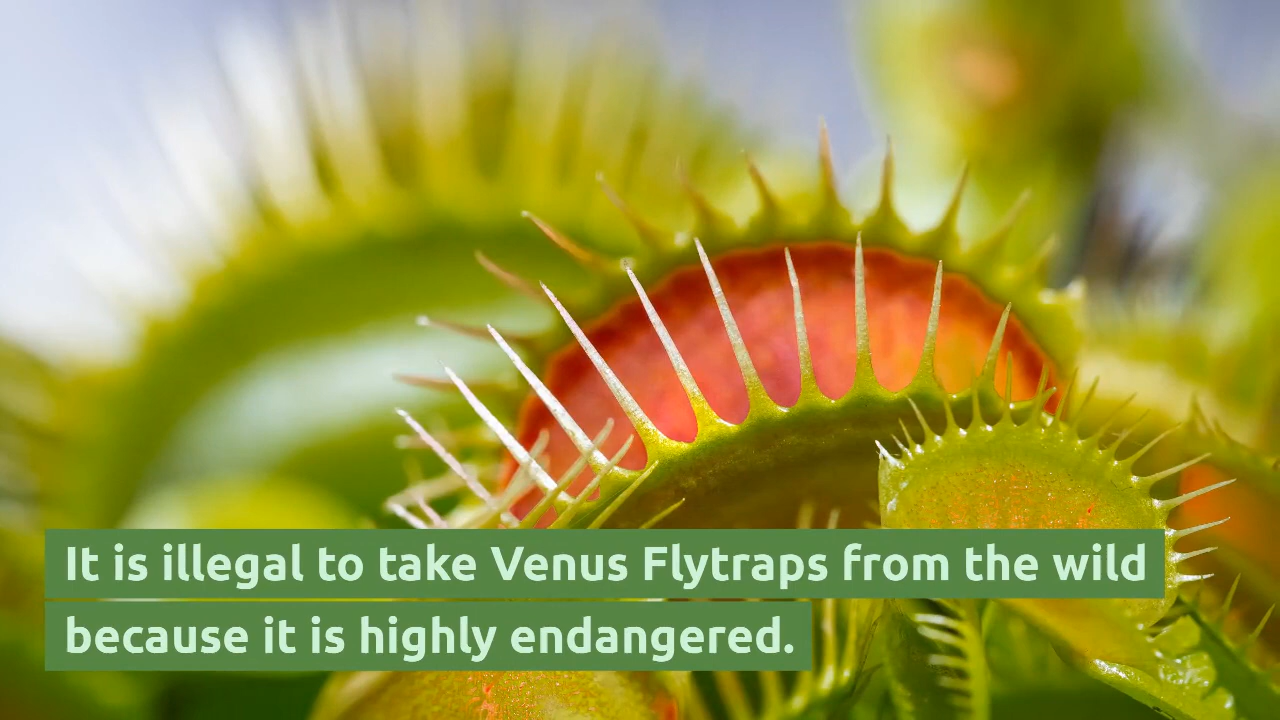 It is illegal to take Venus Flytraps from the wild
because it is highly endangered.